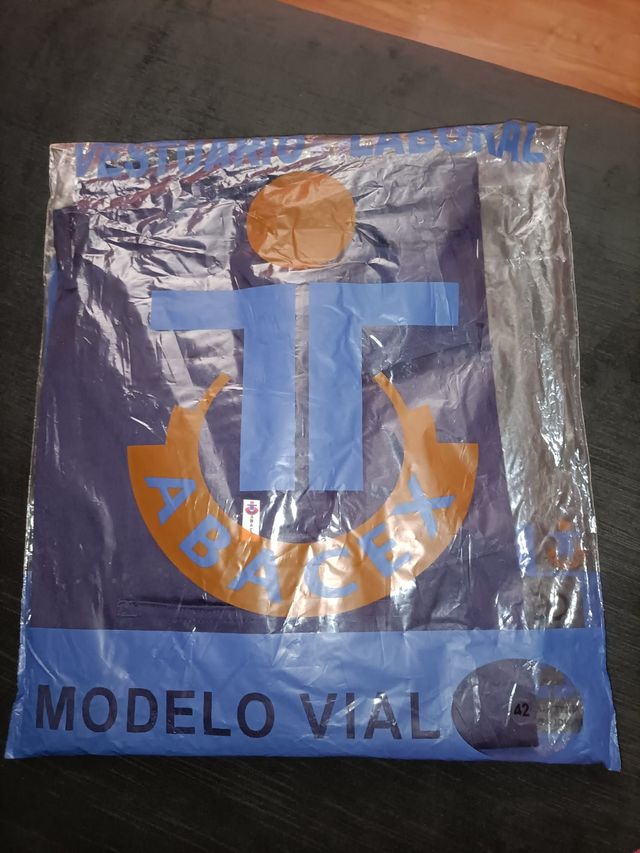 VESTUARIO LABORAL
ABACEX
MODELO VIAL
42